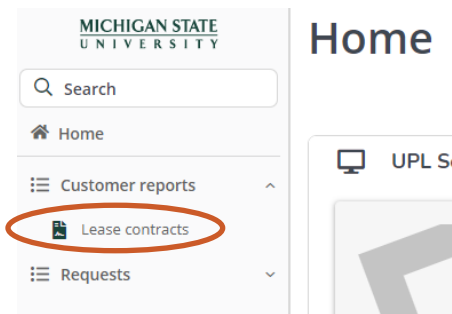 MICHIGAN STATE
UNIVERSITY
Home
Search
Home
UPL
Customer reports
Lease contracts
Requests